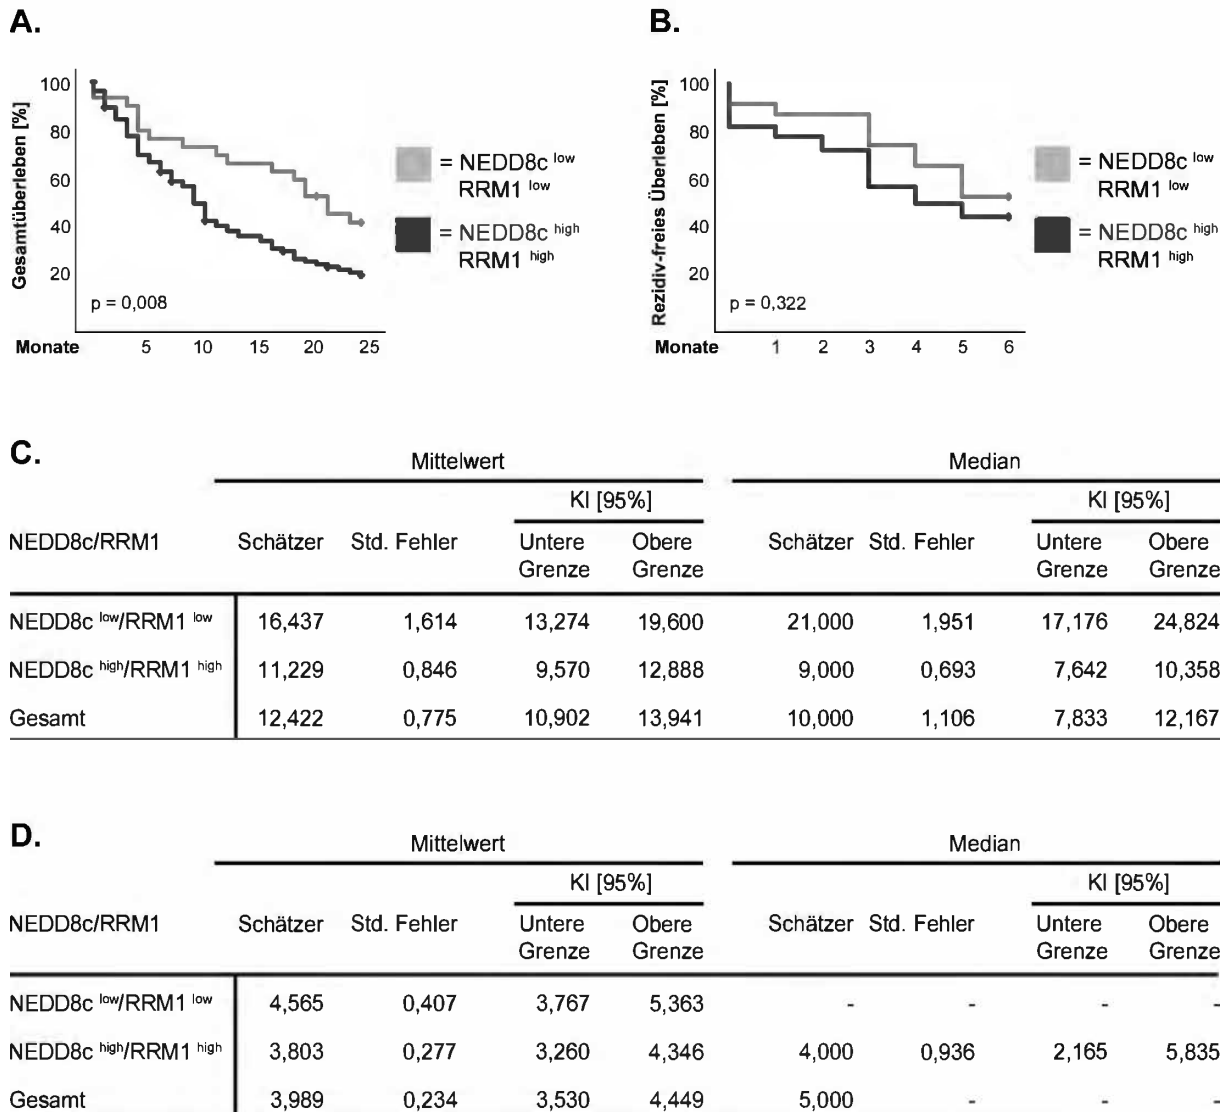 A.
Gesamtüberleben [%]
100
80
60
40
20
p = 0,008
Monate 5 10 15 20 25
= NEDD8c low
RRM1 low
= NEDD8c high
RRM1 high
B.
Rezidiv-freies Überleben [%]
100
80
60
40
20
p = 0,322
Monate 1 2 3 4 5 6
= NEDD8c low
RRM1 low
= NEDD8c high
RRM1 high
C.
Mittelwert Median
KI [95%] KI [95%]
NEDD8c/RRM1 Schätzer Std. Fehler Untere Obere Schätzer Std. Fehler Untere Obere
Grenze Grenze Grenze Grenze
NEDD8c low/RRM1 low 16,437 1,614 13,274 19,600 21,000 1,951 17,176 24,824
NEDD8c high/RRM1 high 11,229 0,846 9,570 12,888 9,000 0,693 7,642 10,358
Gesamt 12,422 0,775 10,902 13,941 10,000 1,106 7,833 12,167
D.
Mittelwert Median
KI [95%] KI [95%]
NEDD8c/RRM1 Schätzer Std. Fehler Untere Obere Schätzer Std. Fehler Untere Obere
Grenze Grenze Grenze Grenze
NEDD8c low/RRM1 low 4,565 0,407 3,767 5,363 - - - -
NEDD8c high/RRM1 high 3,803 0,277 3,260 4,346 4,000 0,936 2,165 5,835
Gesamt 3,989 0,234 3,530 4,449 5,000 - - -